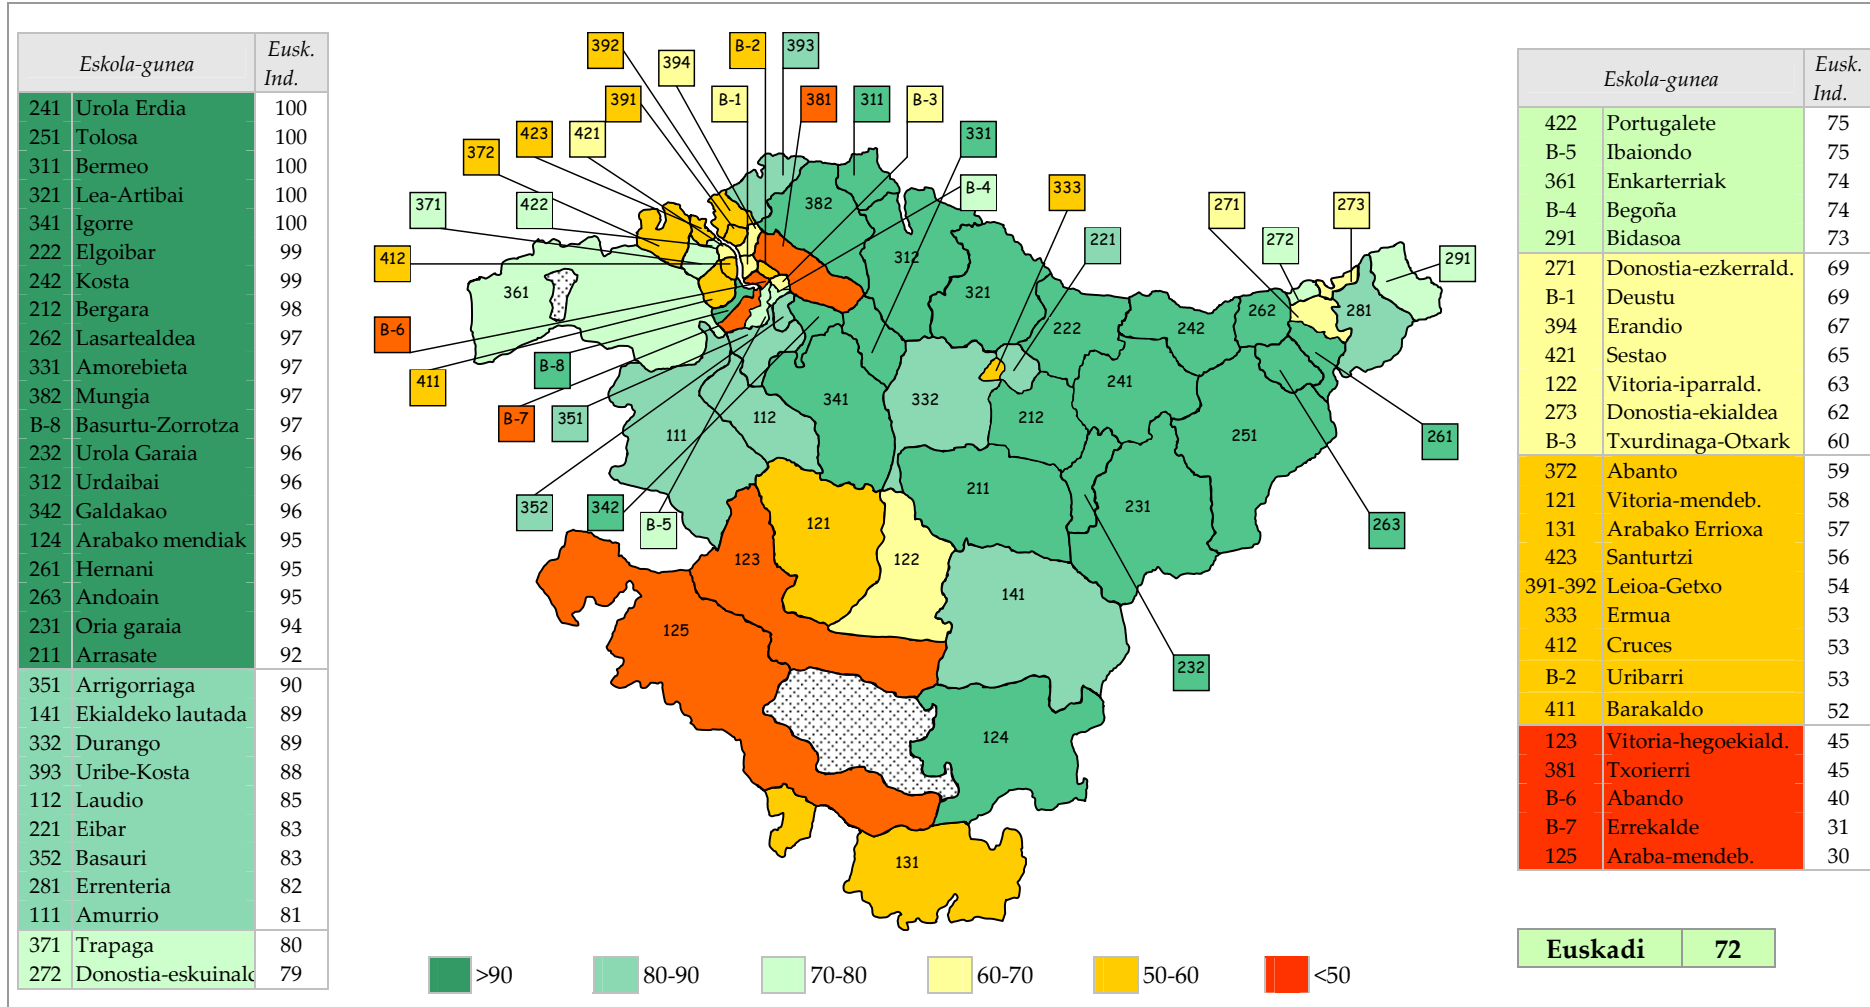 Eskola-gunea Eusk. Ind.
241 Urola Erdia 100
251 Tolosa 100
311 Bermeo 100
321 Lea-Artibai 100
341 Igorre 100
222 Elgoibar 99
242 Kosta 99
212 Bergara 98
262 Lasartealdea 97
331 Amorebieta 97
382 Mungia 97
B-8 Basurtu-Zorrotza 97
232 Urola Garaia 96
312 Urdaibai 96
342 Galdakao 96
124 Arabako mendiak 95
261 Hernani 95
263 Andoain 95
231 Oria garaia 94
211 Arrasate 92
351 Arrigorriaga 90
141 Ekialdeko lautada 89
332 Durango 89
393 Uribe-Kosta 88
112 Laudio 85
221 Eibar 83
352 Basauri 83
281 Errenteria 82
111 Amurrio 81
371 Trapaga 80
272 Donostia-eskuinald 79
392
B-2
393
394
391
B-1
381
311
B-3
423
421
331
372
B-4
333
371
422
382
271
273
221
272
412
312
291
361
321
281
B-6
222
242
262
B-8
411
241
341
332
B-7
351
112
212
111
251
261
211
352
342
B-5
121
231
263
123
122
141
125
232
124
131
>90
80-90
70-80
60-70
50-60
<50
Eskola-gunea Eusk. Ind.
422 Portugalete 75
B-5 Ibaiondo 75
361 Enkarterriak 74
B-4 Begoña 74
291 Bidasoa 73
271 Donostia-ezkerrald. 69
B-1 Deustu 69
394 Erandio 67
421 Sestao 65
122 Vitoria-iparrald. 63
273 Donostia-ekialdea 62
B-3 Txurdinaga-Otxark 60
372 Abanto 59
121 Vitoria-mendeb. 58
131 Arabako Errioxa 57
423 Santurtzi 56
391-392 Leioa-Getxo 54
333 Ermua 53
412 Cruces 53
B-2 Uribarri 53
411 Barakaldo 52
123 Vitoria-hegoekiald. 45
381 Txorierri 45
B-6 Abando 40
B-7 Errekalde 31
125 Araba-mendeb. 30
Euskadi 72